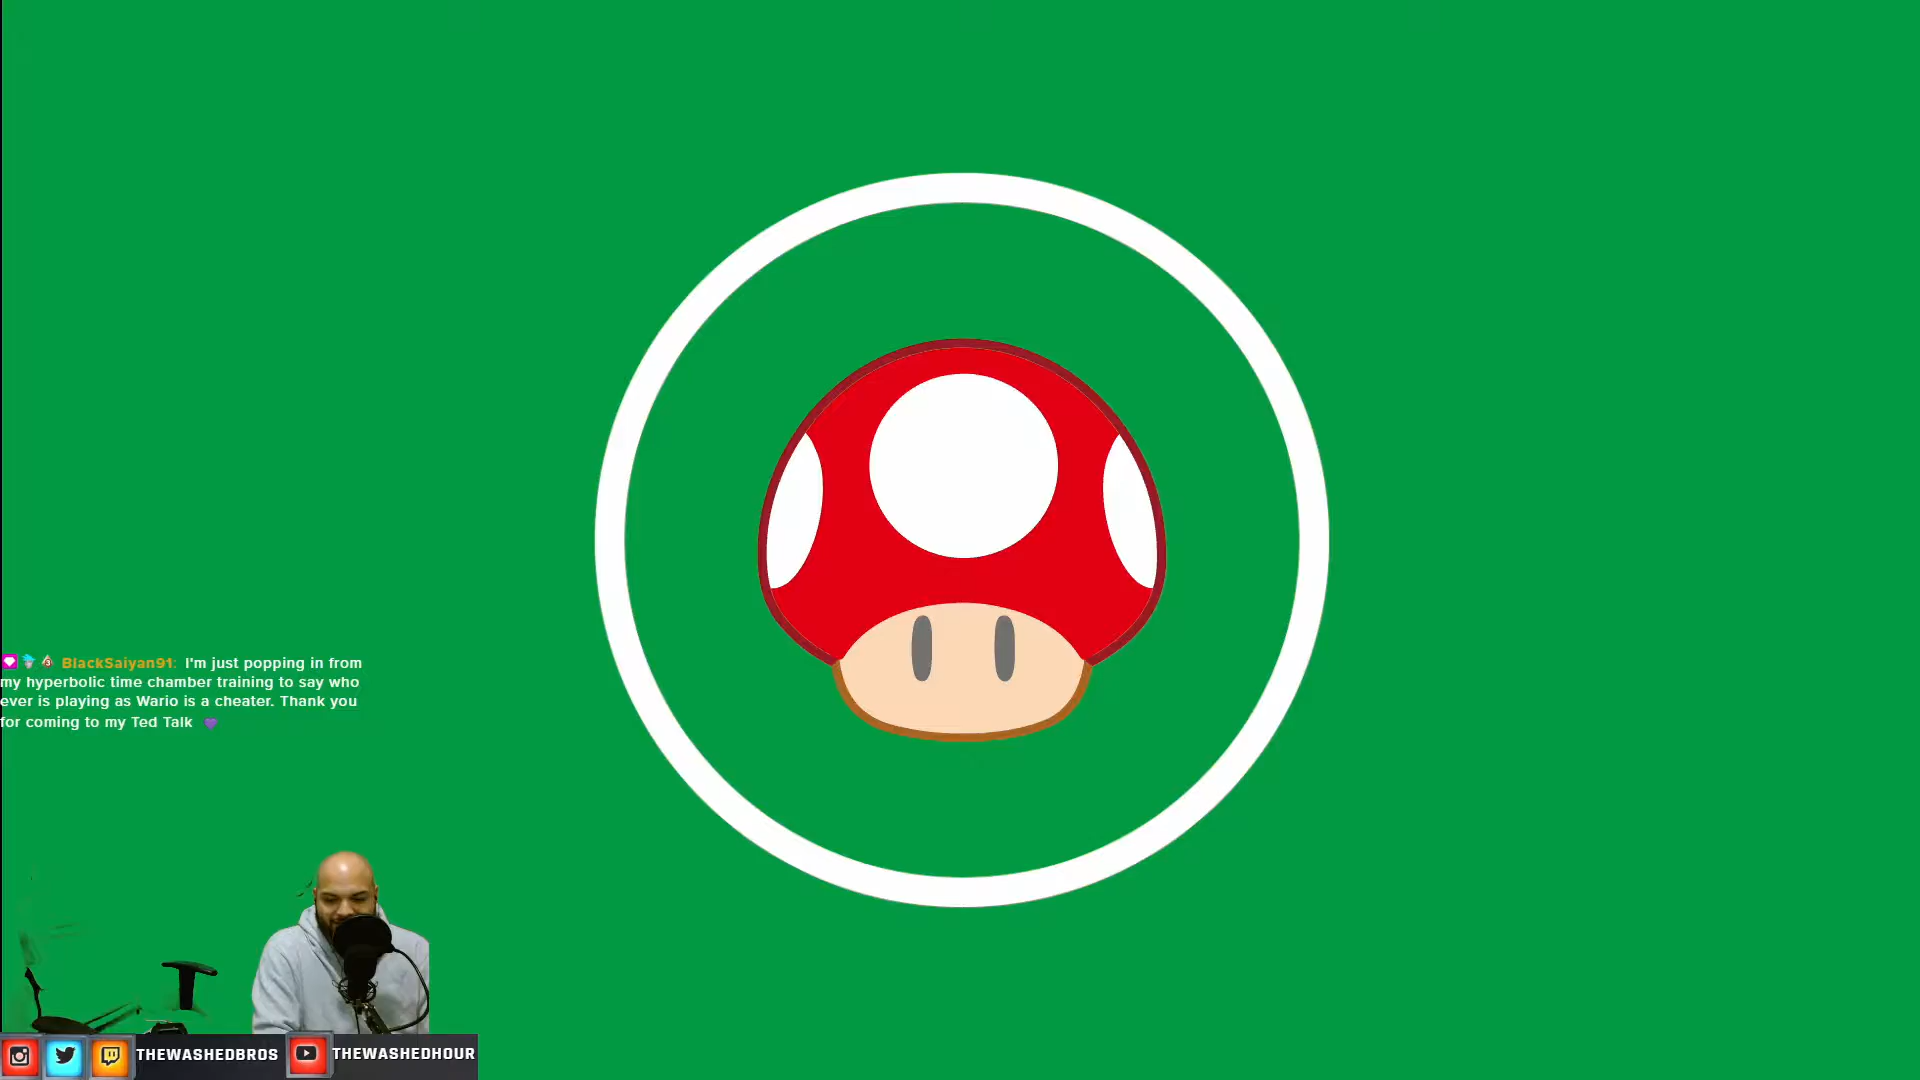 BlackSaiyan91: I'm just popping in from
my hyperbolic time chamber training to say who
ever is playing as Wario is a cheater. Thank you
for coming to my Ted Talk
THEWASHEDBROS THEWASHEDHOUR